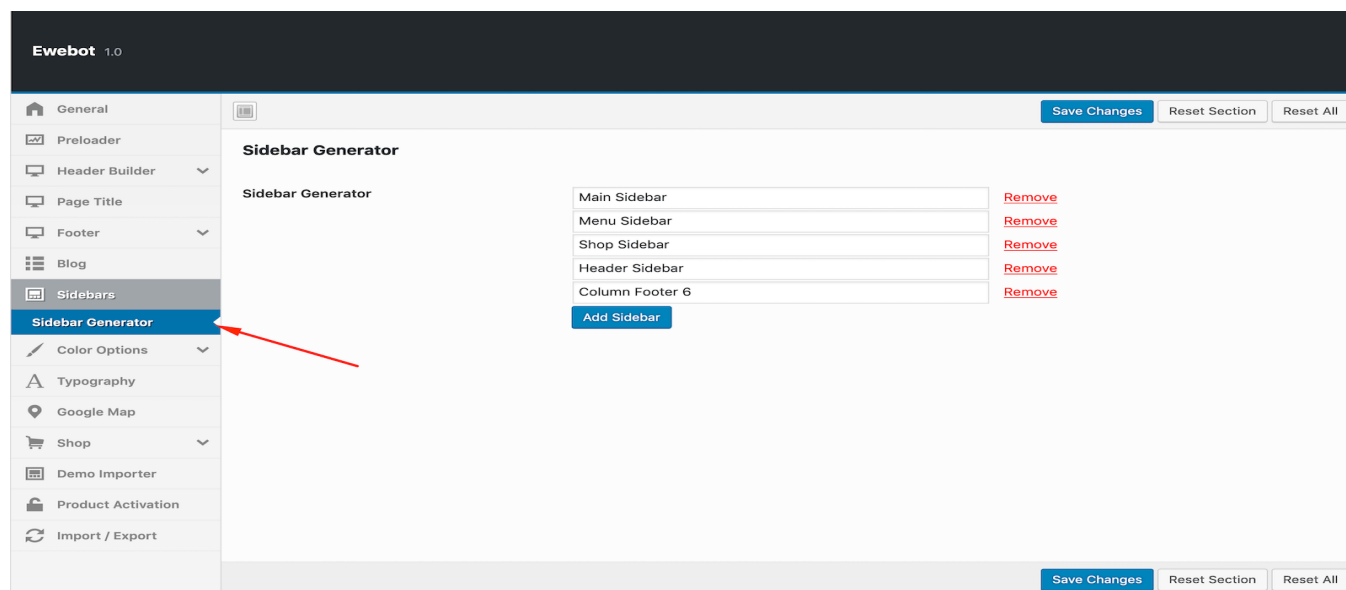 Ewebot 1.0
General
Preloader
Header Builder
Page Title
Footer
Blog
Sidebars
Sidebar Generator
Color Options
Typography
Google Map
Shop
Demo Importer
Product Activation
Import / Export
Save Changes Reset Section Reset All
Sidebar Generator
Sidebar Generator
Main Sidebar Remove
Menu Sidebar Remove
Shop Sidebar Remove
Header Sidebar Remove
Column Footer 6 Remove
Add Sidebar
Save Changes Reset Section Reset All